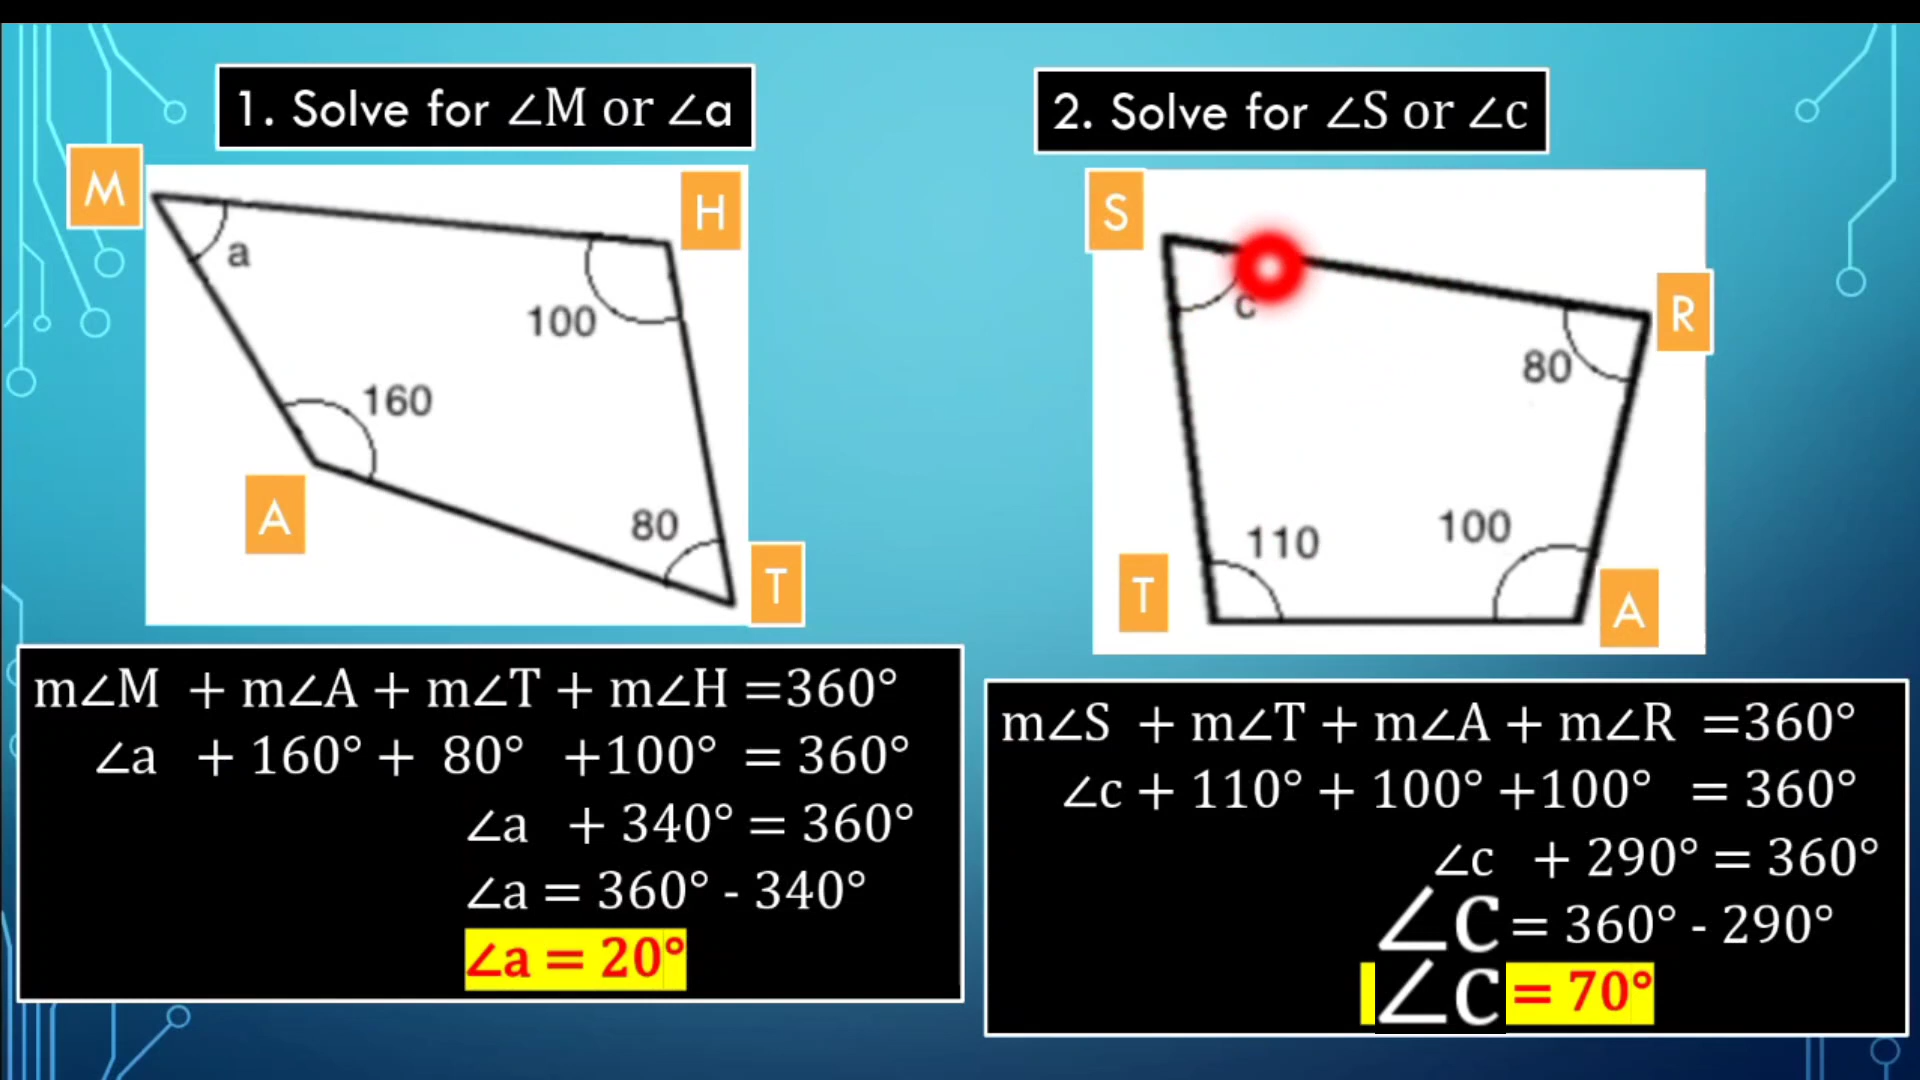 1. Solve for ∠M or ∠a
M
H
a
100
160
A
80
T
m∠M + m∠A + m∠T + m∠H =360°
∠a + 160° + 80° +100° = 360°
∠a + 340° = 360°
∠a = 360° - 340°
∠a = 20°
2. Solve for ∠S or ∠c
S
R
c
80
110
100
T
A
m∠S + m∠T + m∠A + m∠R =360°
∠c + 110° + 100° +100° = 360°
∠c + 290° = 360°
∠c = 360° - 290°
∠c = 70°